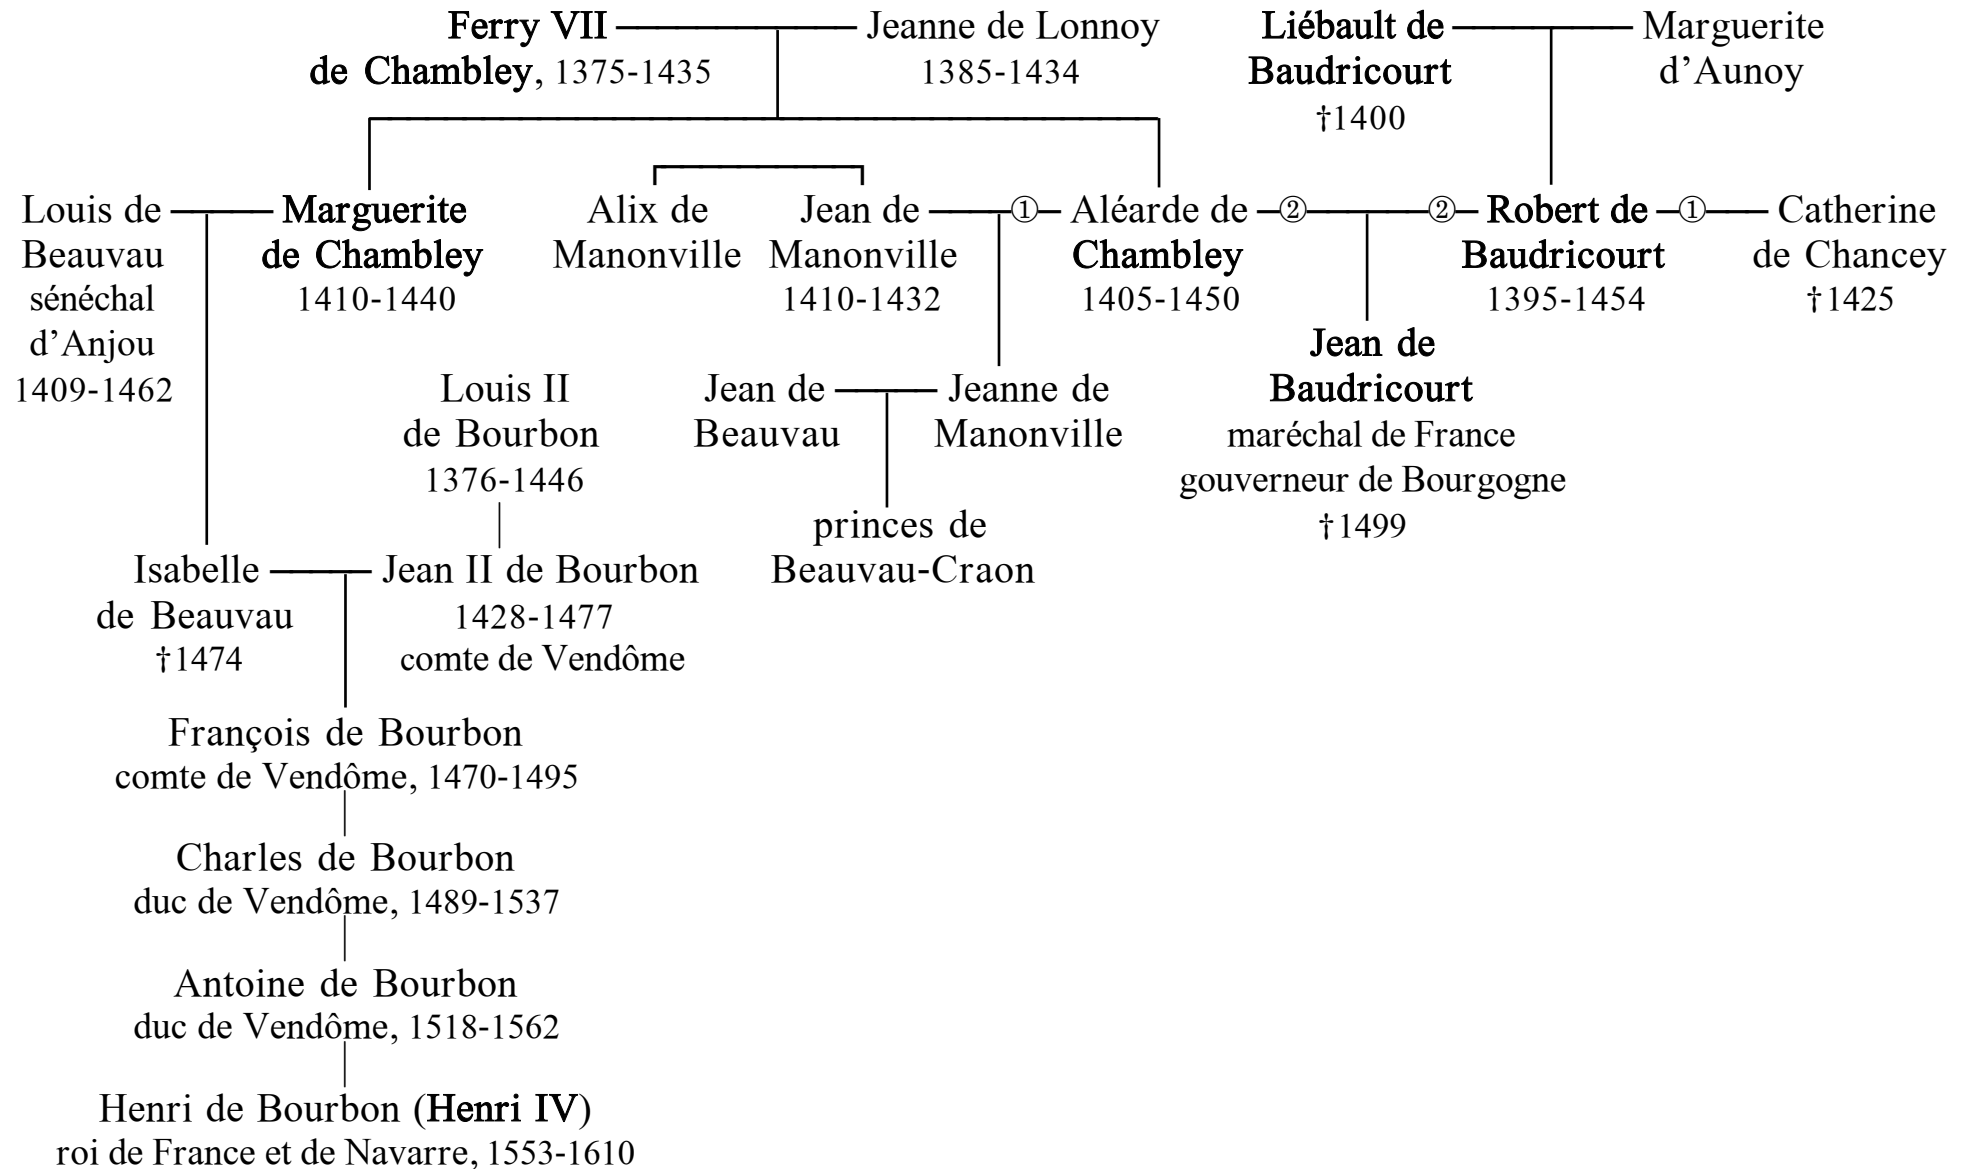 Ferry VII
de Chambley, 1375-1435
Jeanne de Lonnoy
1385-1434
Liébault de
Baudricourt
†1400
Marguerite
d’Aunoy
Louis de
Beauvau
sénéchal
d’Anjou
1409-1462
Marguerite
de Chambley
1410-1440
Alix de
Manonville
Jean de
Manonville
1410-1432
①
Aléarde de
Chambley
1405-1450
②
②
Robert de
Baudricourt
1395-1454
①
Catherine
de Chancey
†1425
Jean de
Baudricourt
maréchal de France
gouverneur de Bourgogne
†1499
Louis II
de Bourbon
1376-1446
Jean de
Beauvau
Jeanne de
Manonville
princes de
Beauvau-Craon
Isabelle
de Beauvau
†1474
Jean II de Bourbon
1428-1477
comte de Vendôme
François de Bourbon
comte de Vendôme, 1470-1495
Charles de Bourbon
duc de Vendôme, 1489-1537
Antoine de Bourbon
duc de Vendôme, 1518-1562
Henri de Bourbon (Henri IV)
roi de France et de Navarre, 1553-1610